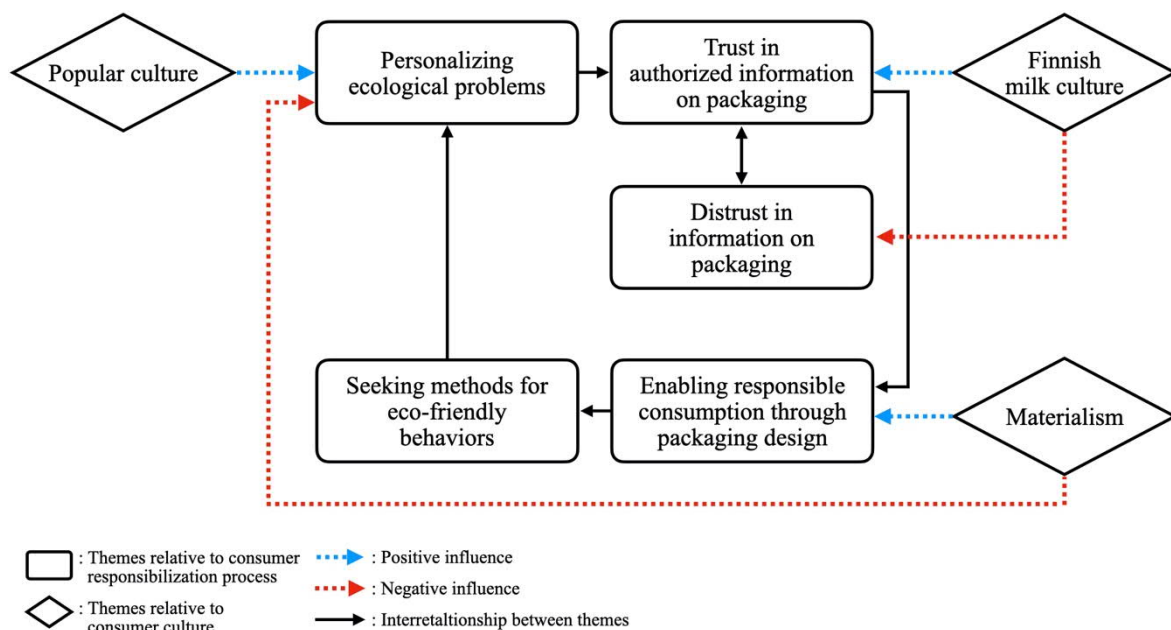 Popular culture
Personalizing
ecological problems
Trust in
authorized information
on packaging
Finnish
milk culture
Distrust in
information on
packaging
Seeking methods for
eco-friendly
behaviors
Enabling responsible
consumption through
packaging design
Materialism
: Themes relative to consumer
responsibilization process
: Themes relative to
consumer culture
: Positive influence
: Negative influence
: Interretaltionship between themes